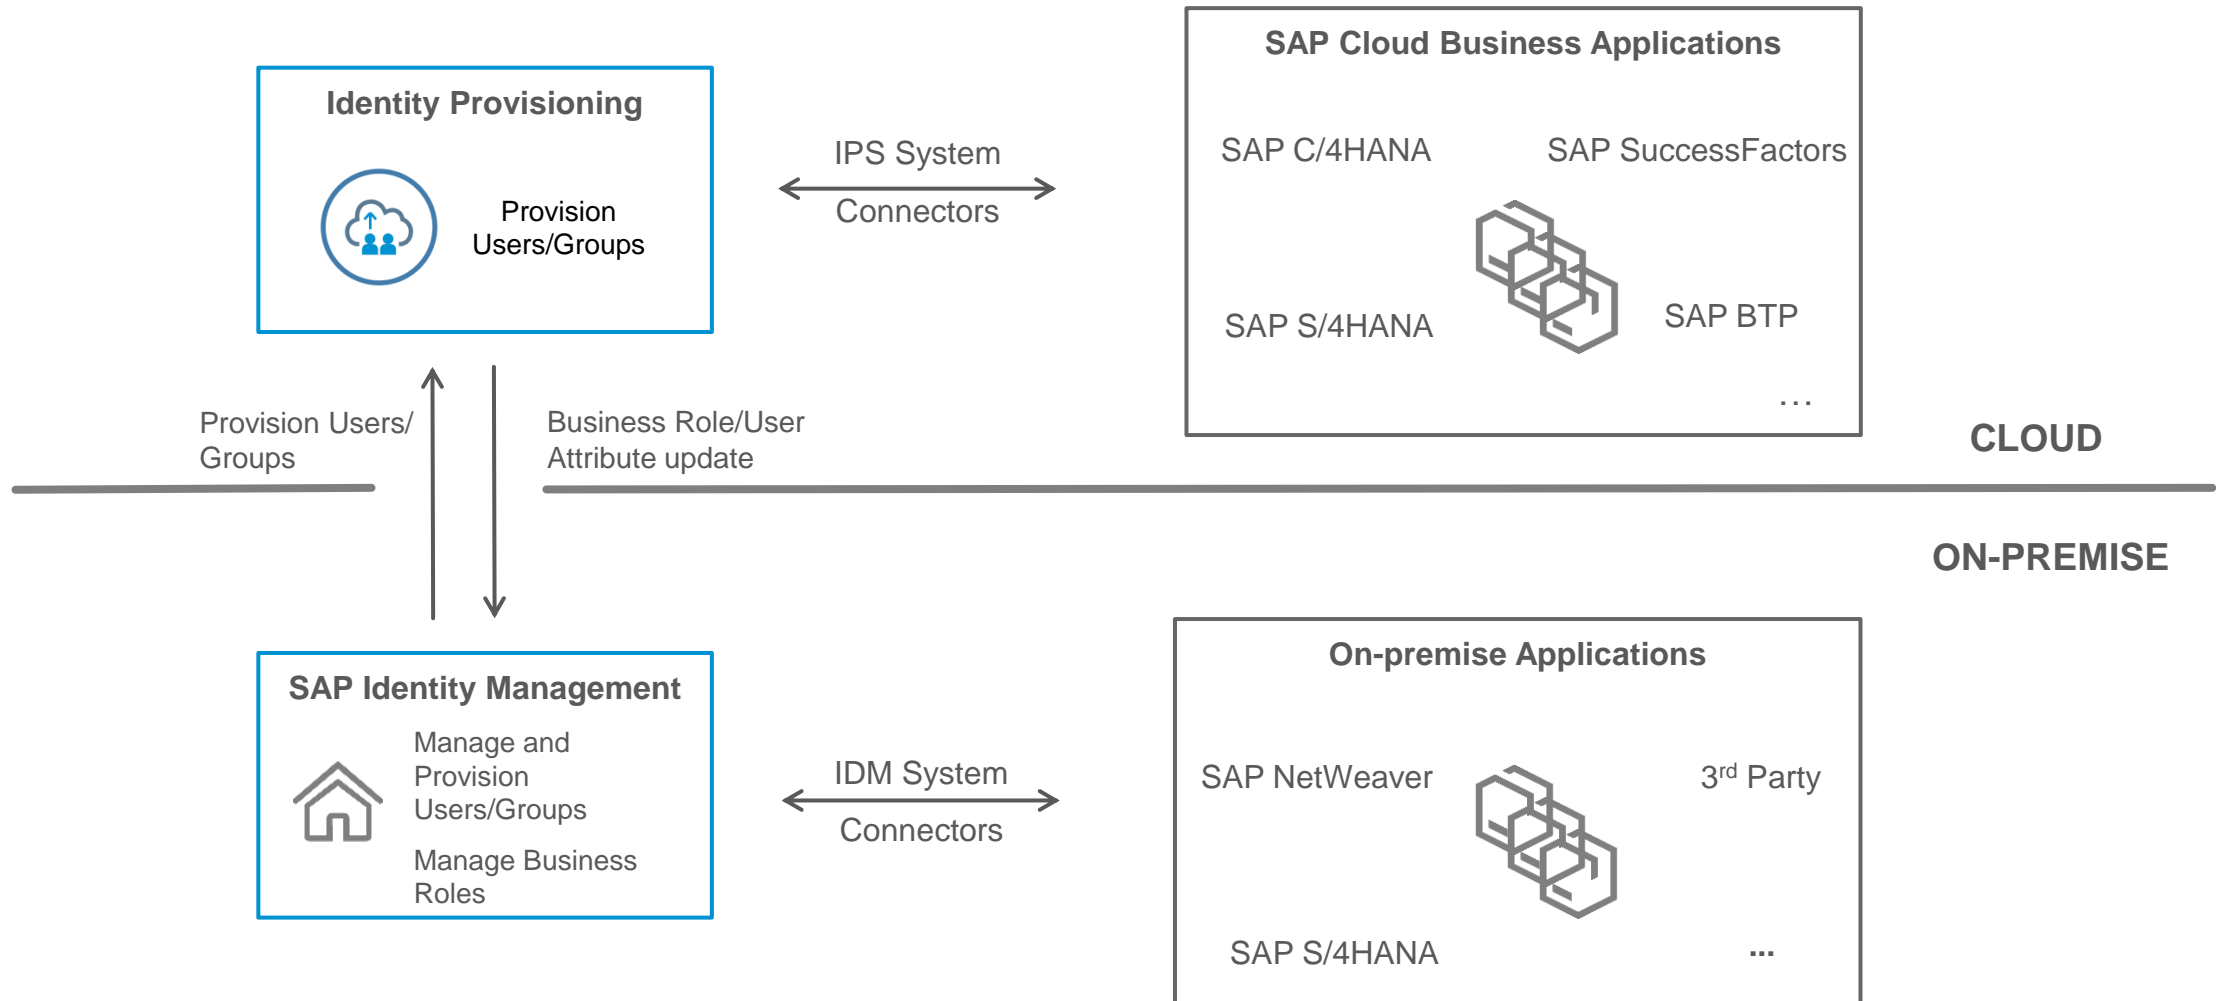 SAP Cloud Business Applications
Identity Provisioning
Provision
Users/Groups
IPS System
Connectors
SAP C/4HANA
SAP SuccessFactors
SAP S/4HANA
SAP BTP
...
Provision Users/
Groups
Business Role/User
Attribute update
CLOUD
ON-PREMISE
SAP Identity Management
Manage and
Provision
Users/Groups
Manage Business
Roles
IDM System
Connectors
On-premise Applications
SAP NetWeaver
3rd Party
SAP S/4HANA
...